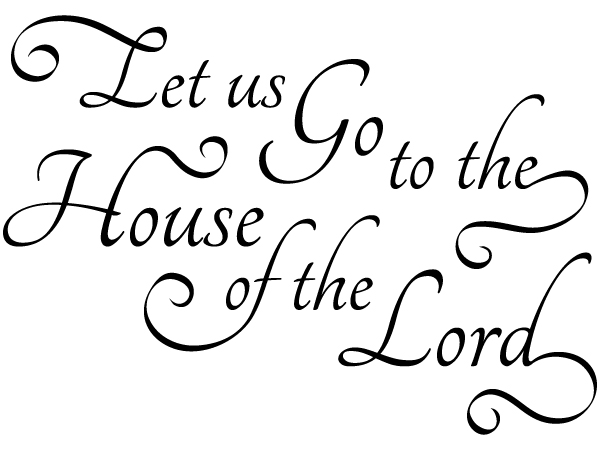 Let us Go to the
House
of the Lord